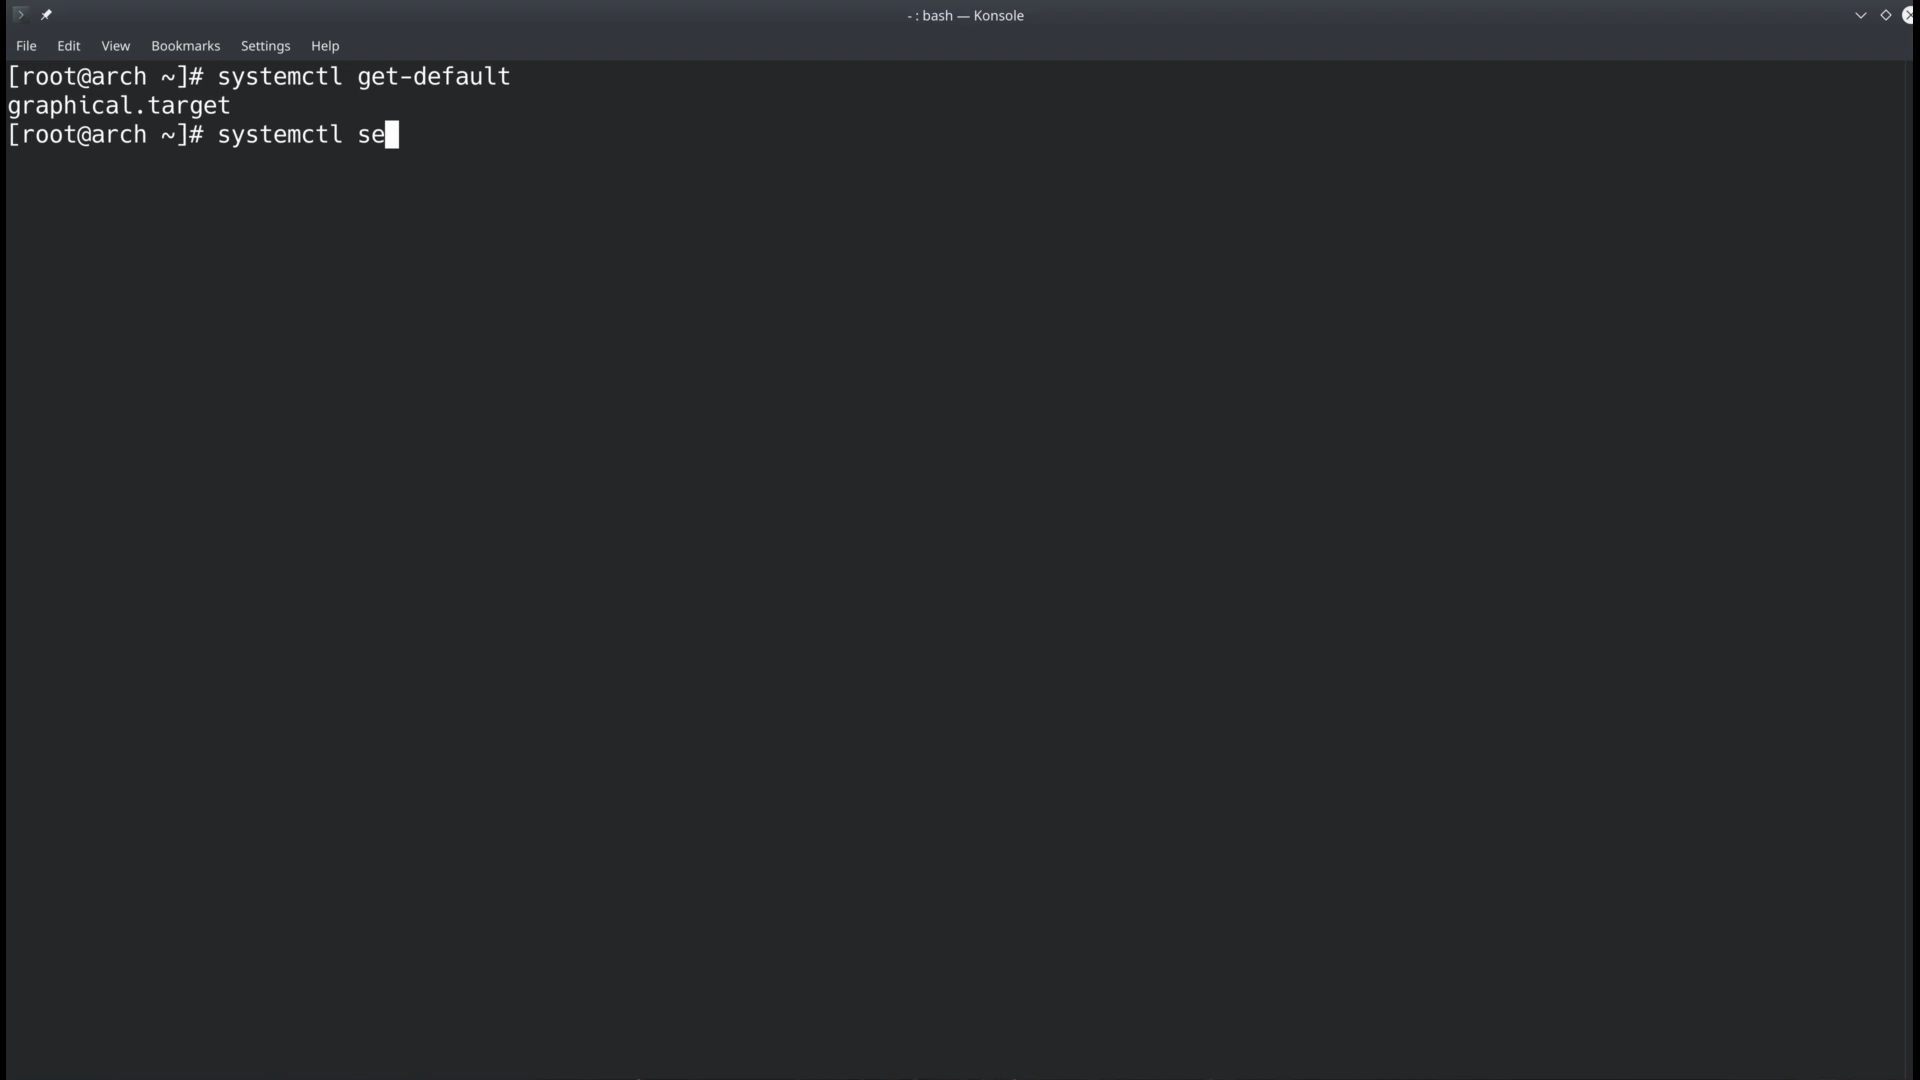 - : bash — Konsole
File Edit View Bookmarks Settings Help
[root@arch ~]# systemctl get-default
graphical.target
[root@arch ~]# systemctl se